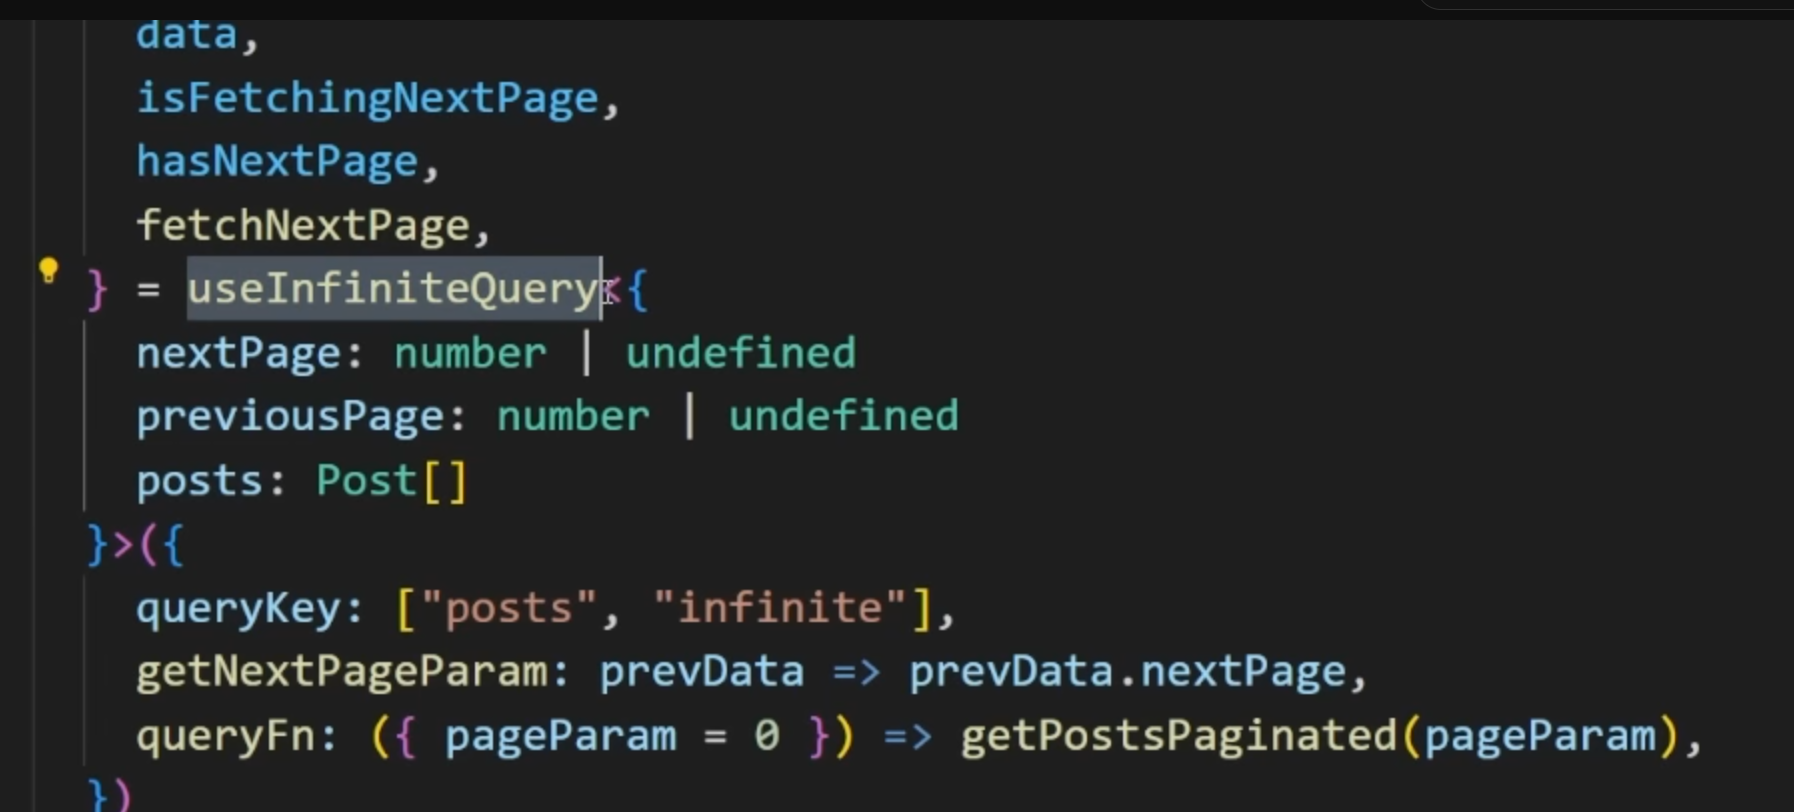 data,
isFetchingNextPage,
hasNextPage,
fetchNextPage,
} = useInfiniteQuery<{
nextPage: number | undefined
previousPage: number | undefined
posts: Post[]
}>({
queryKey: ["posts", "infinite"],
getNextPageParam: prevData => prevData.nextPage,
queryFn: ({ pageParam = 0 }) => getPostsPaginated(pageParam),
})